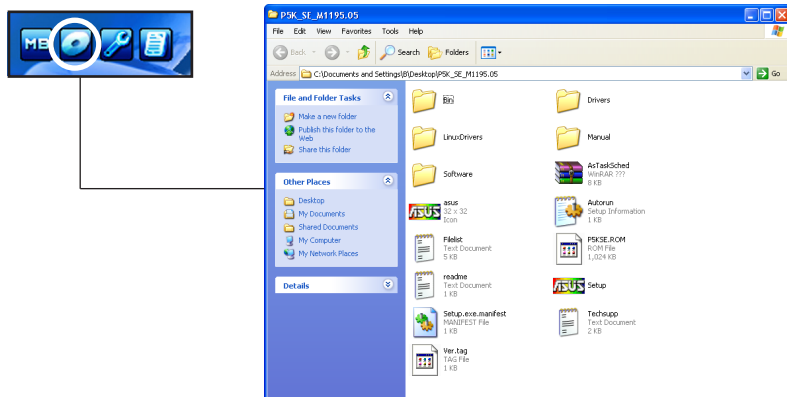 MB
P5K_SE_M1195.05
File Edit View Favorites Tools Help
Back Search Folders
Address C:\Documents and Settings\B\Desktop\P5K_SE_M1195.05 Go
File and Folder Tasks
Make a new folder
Publish this folder to the
Web
Share this folder
Other Places
Desktop
My Documents
Shared Documents
My Computer
My Network Places
Details
Bin
Drivers
LinuxDrivers
Manual
Software
AsTaskSched
WinRAR ???
8 KB
asus
32 x 32
Icon
Autorun
Setup Information
1 KB
Filelist
Text Document
5 KB
P5KSE.ROM
ROM File
1,024 KB
readme
Text Document
1 KB
Setup
Setup.exe.manifest
MANIFEST File
1 KB
Techsupp
Text Document
2 KB
Ver.tag
TAG File
1 KB